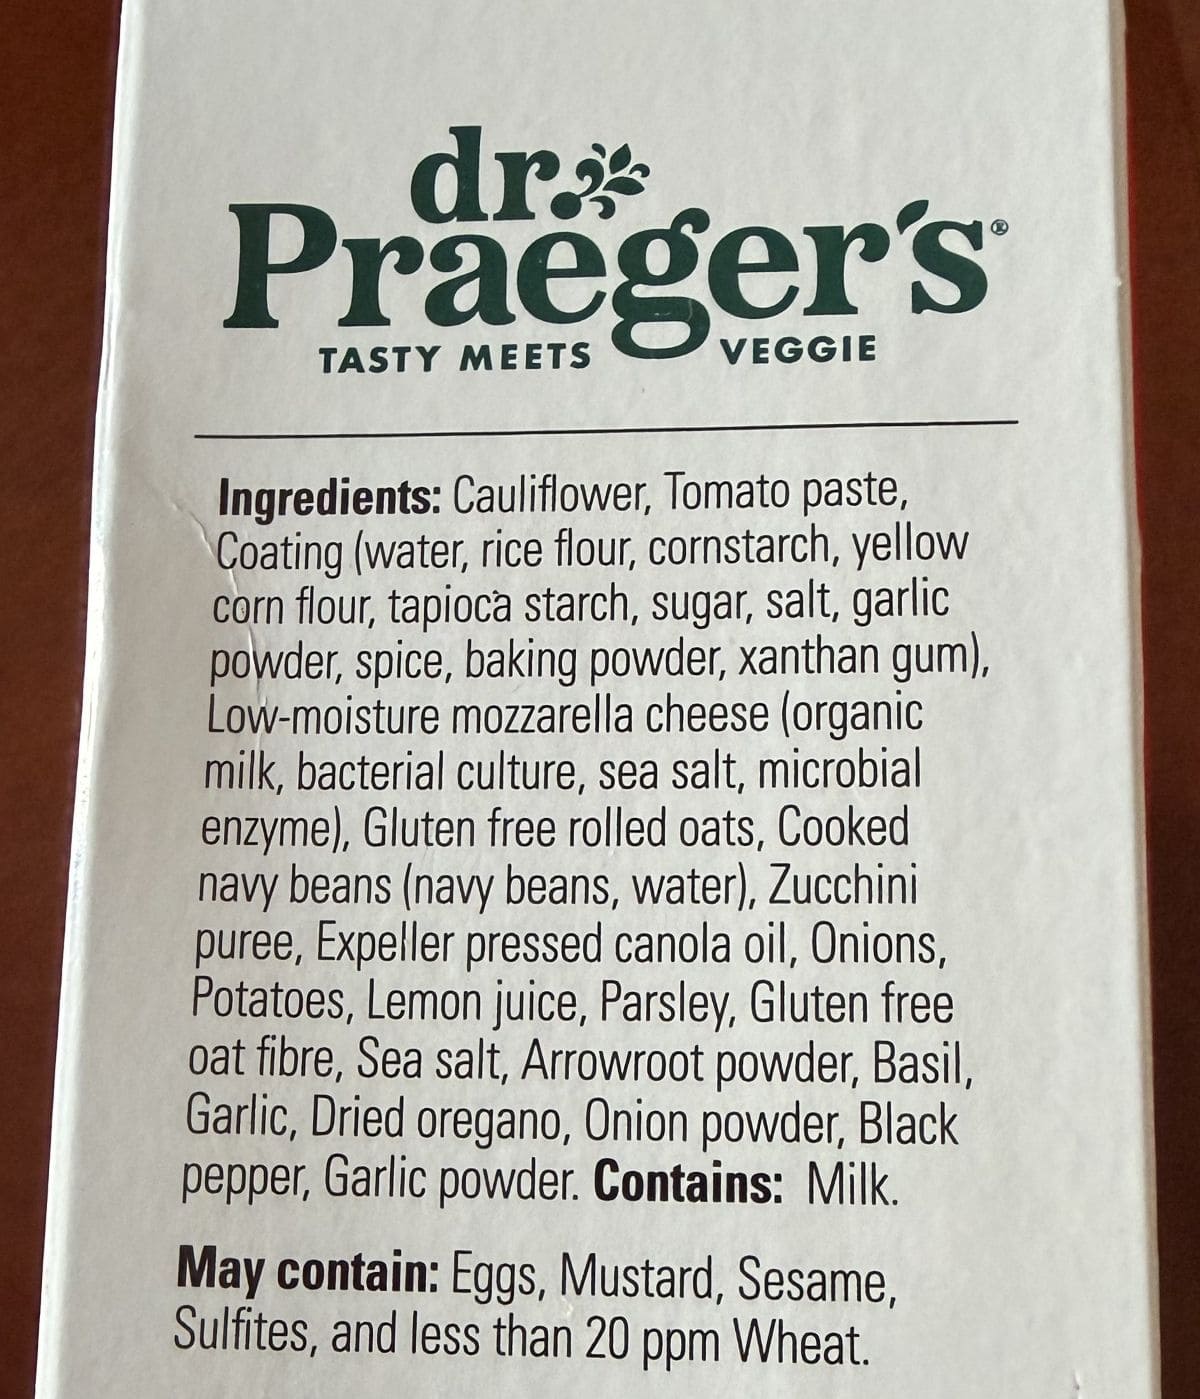 dr.
Praeger's®
TASTY MEETS VEGGIE
Ingredients: Cauliflower, Tomato paste,
Coating (water, rice flour, cornstarch, yellow
corn flour, tapioca starch, sugar, salt, garlic
powder, spice, baking powder, xanthan gum),
Low-moisture mozzarella cheese (organic
milk, bacterial culture, sea salt, microbial
enzyme), Gluten free rolled oats, Cooked
navy beans (navy beans, water), Zucchini
puree, Expeller pressed canola oil, Onions,
Potatoes, Lemon juice, Parsley, Gluten free
oat fibre, Sea salt, Arrowroot powder, Basil,
Garlic, Dried oregano, Onion powder, Black
pepper, Garlic powder. Contains: Milk.
May contain: Eggs, Mustard, Sesame,
Sulfites, and less than 20 ppm Wheat.